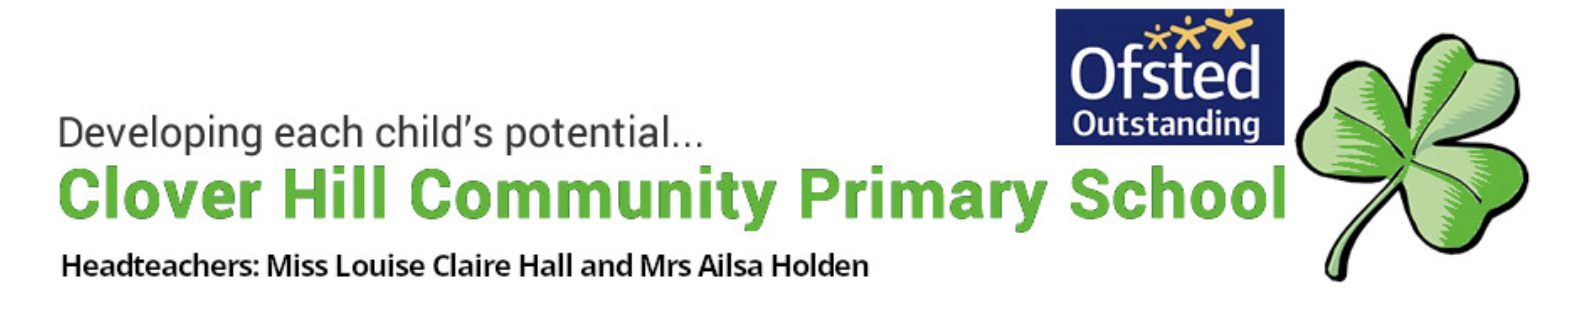 Ofsted
Outstanding
Developing each child's potential...
Clover Hill Community Primary School
Headteachers: Miss Louise Claire Hall and Mrs Ailsa Holden